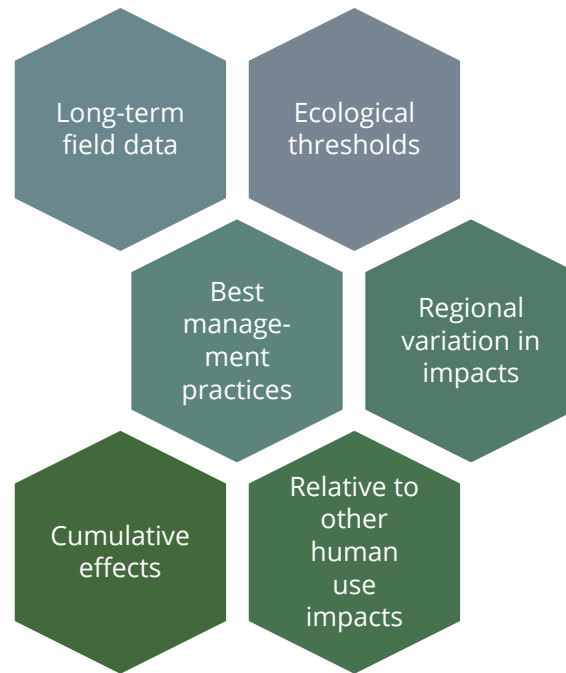 Long-term
field data
Ecological
thresholds
Best
manage-
ment
practices
Regional
variation in
impacts
Cumulative
effects
Relative to
other
human
use
impacts